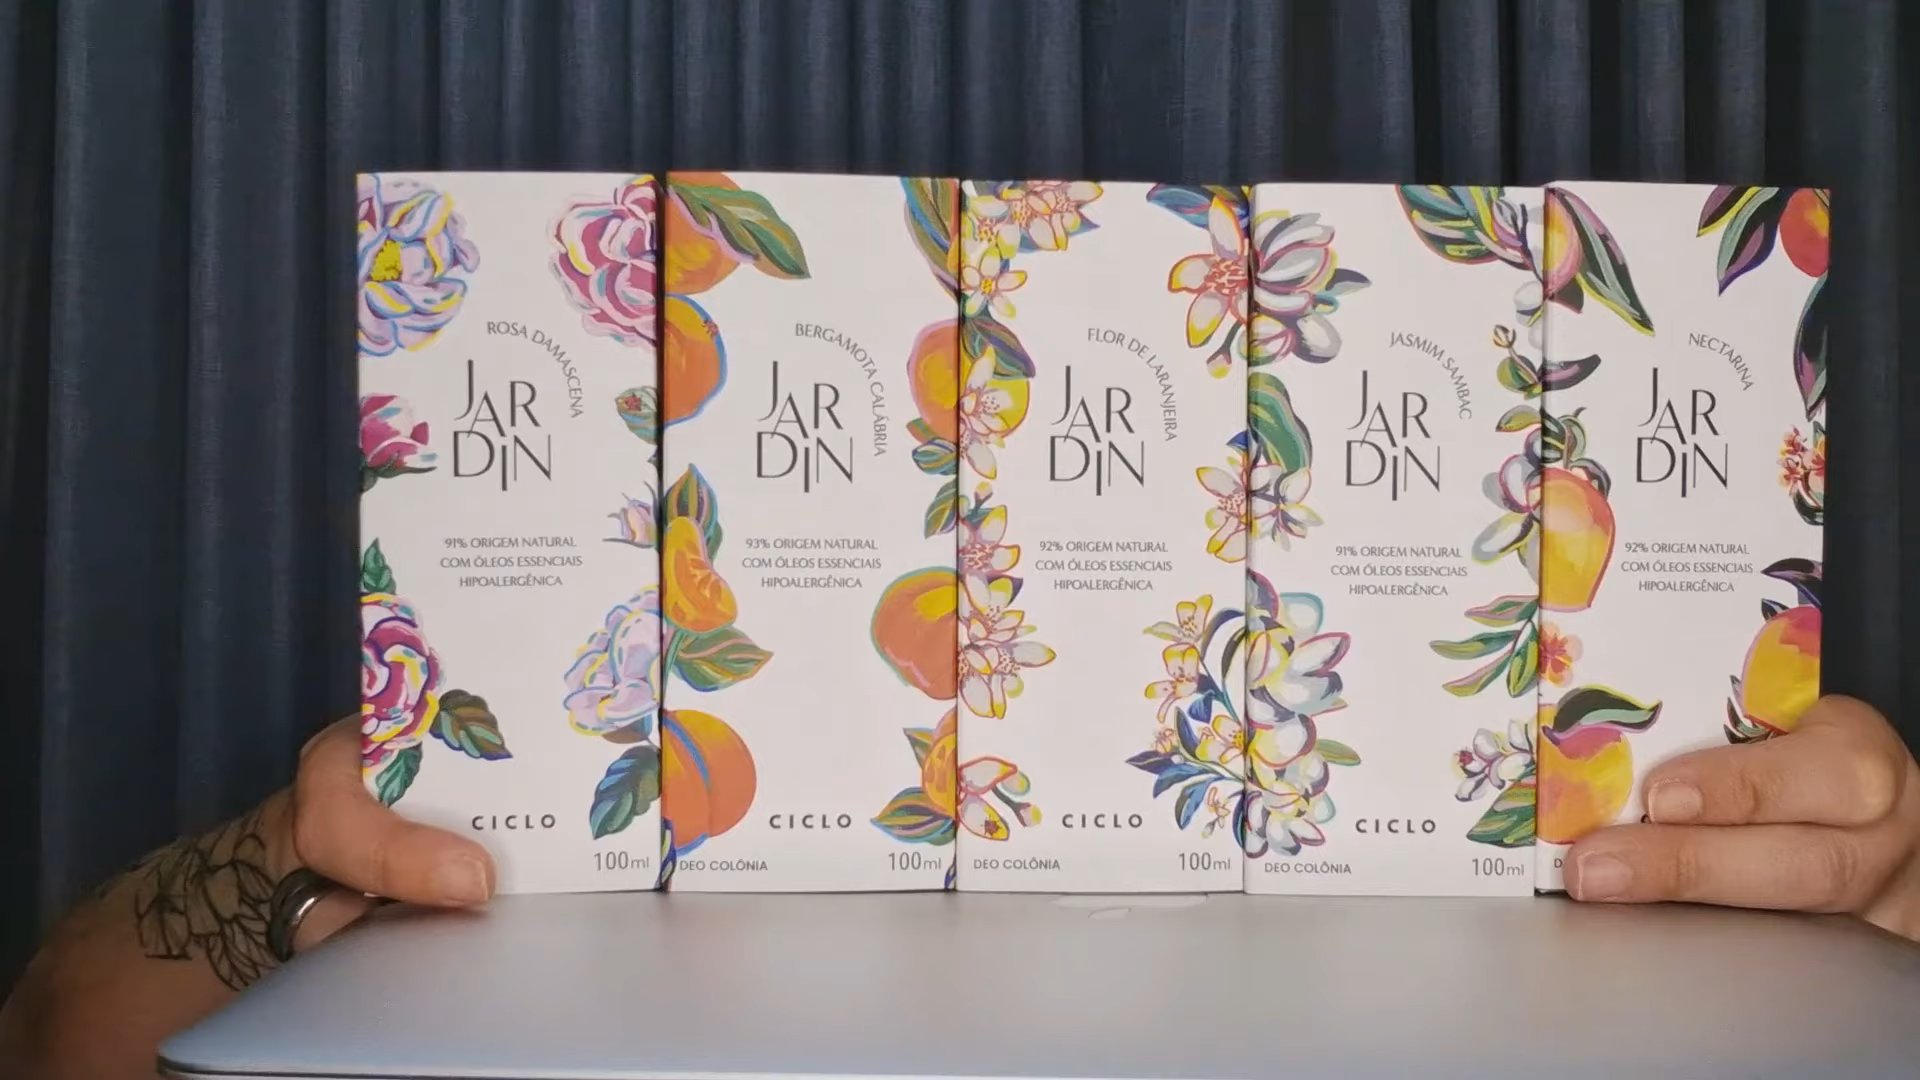 ROSA DAMASCENA
JAR
DIN
91% ORIGEM NATURAL
COM ÓLEOS ESSENCIAIS
HIPOALERGÊNICA
CICLO
100ml
BERGAMOTA CALÁBRIA
JAR
DIN
93% ORIGEM NATURAL
COM ÓLEOS ESSENCIAIS
HIPOALERGÊNICA
CICLO
DEO COLÔNIA
100ml
FLOR DE LARANJEIRA
JAR
DIN
92% ORIGEM NATURAL
COM ÓLEOS ESSENCIAIS
HIPOALERGÊNICA
CICLO
DEO COLÔNIA
100ml
JASMIM SAMBAC
JAR
DIN
91% ORIGEM NATURAL
COM ÓLEOS ESSENCIAIS
HIPOALERGÊNICA
CICLO
DEO COLÔNIA
100ml
NECTARINA
JAR
DIN
92% ORIGEM NATURAL
COM ÓLEOS ESSENCIAIS
HIPOALERGÊNICA